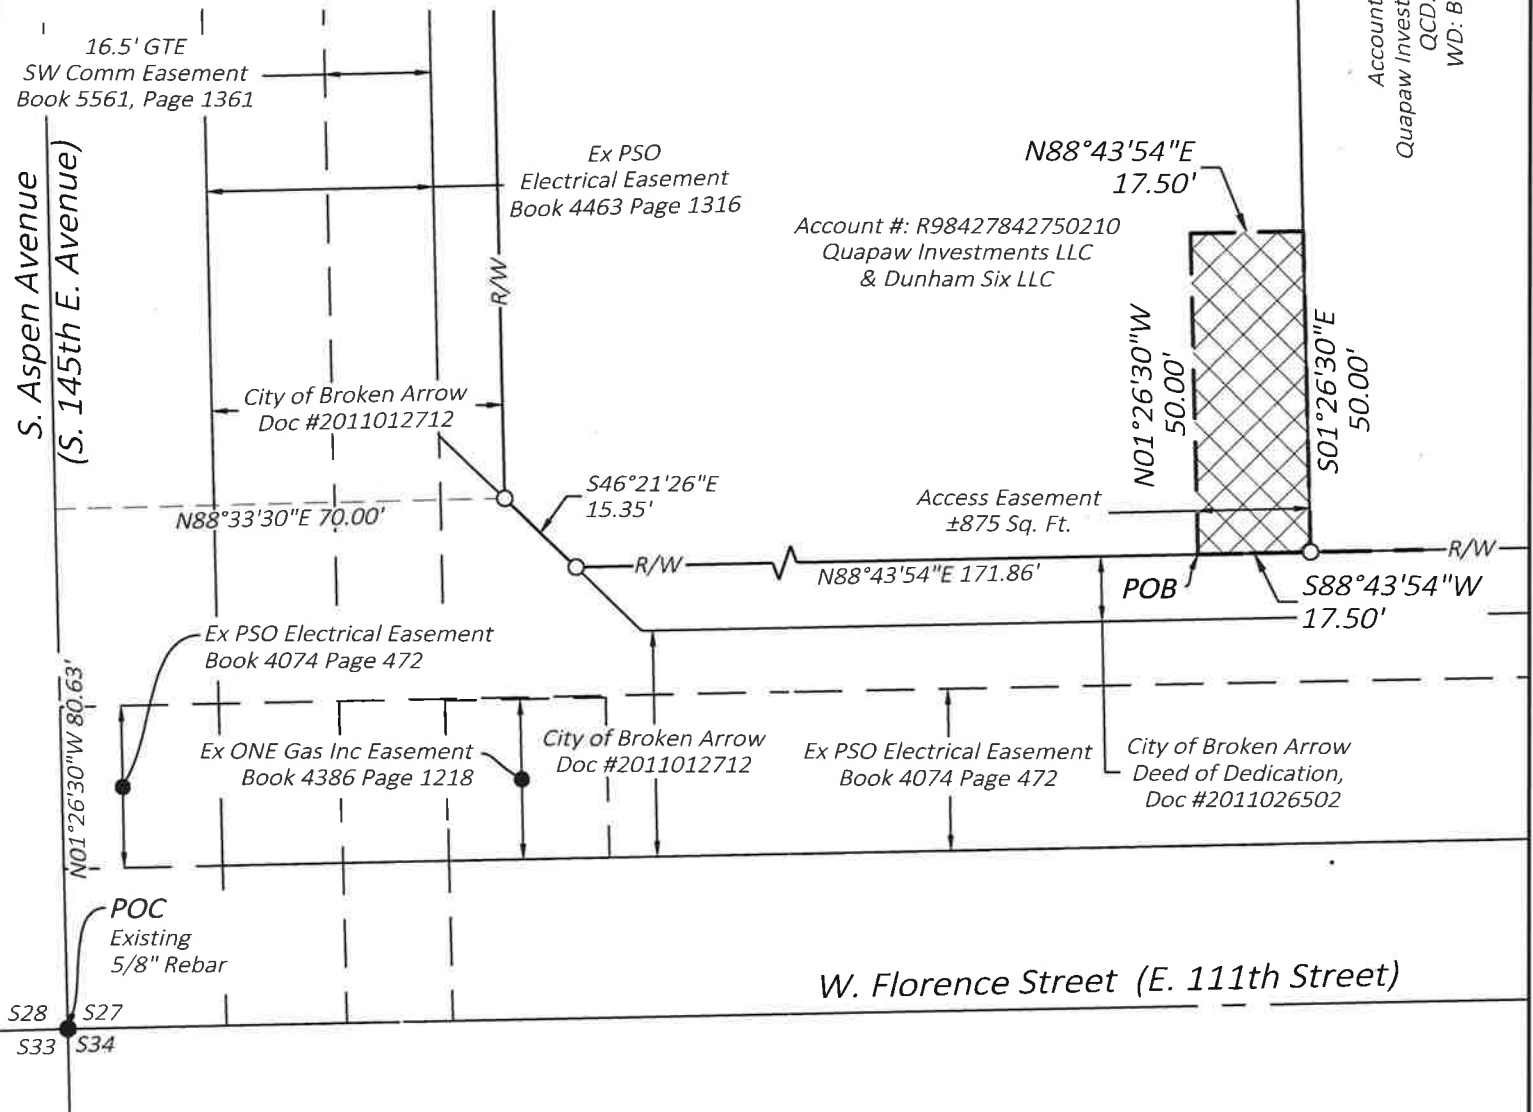 16.5' GTE
SW Comm Easement
Book 5561, Page 1361
S. Aspen Avenue
(S. 145th E. Avenue)
Ex PSO
Electrical Easement
Book 4463 Page 1316
R/W
Account
Quapaw Invest
QCD:
WD: B
N88°43'54"E
17.50'
Account #: R98427842750210
Quapaw Investments LLC
& Dunham Six LLC
N01°26'30"W
50.00'
S01°26'30"E
50.00'
City of Broken Arrow
Doc #2011012712
S46°21'26"E
15.35'
N88°33'30"E 70.00'
Access Easement
±875 Sq. Ft.
R/W
N88°43'54"E 171.86'
POB
R/W
S88°43'54"W
17.50'
Ex PSO Electrical Easement
Book 4074 Page 472
N01°26'30"W 80.63'
Ex ONE Gas Inc Easement
Book 4386 Page 1218
City of Broken Arrow
Doc #2011012712
Ex PSO Electrical Easement
Book 4074 Page 472
City of Broken Arrow
Deed of Dedication,
Doc #2011026502
POC
Existing
5/8" Rebar
W. Florence Street (E. 111th Street)
S28 S27
S33 S34